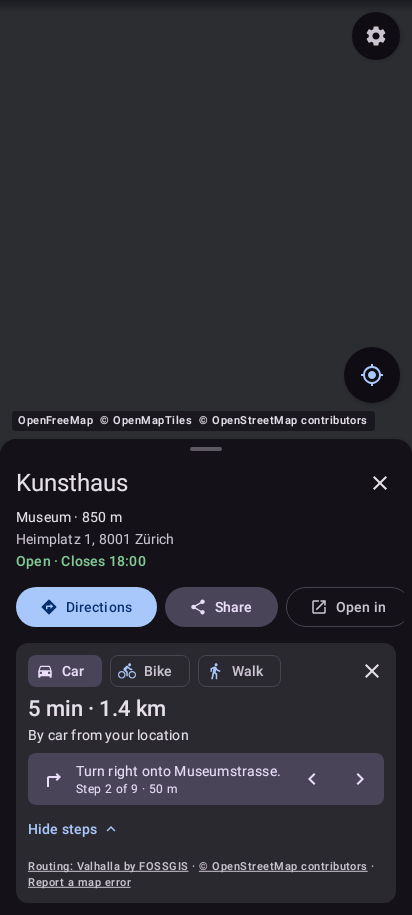 OpenFreeMap © OpenMapTiles © OpenStreetMap contributors
Kunsthaus
Museum · 850 m
Heimplatz 1, 8001 Zürich
Open · Closes 18:00
Directions
Share
Open in
Car
Bike
Walk
5 min · 1.4 km
By car from your location
Turn right onto Museumstrasse.
Step 2 of 9 · 50 m
Hide steps
Routing: Valhalla by FOSSGIS · © OpenStreetMap contributors ·
Report a map error